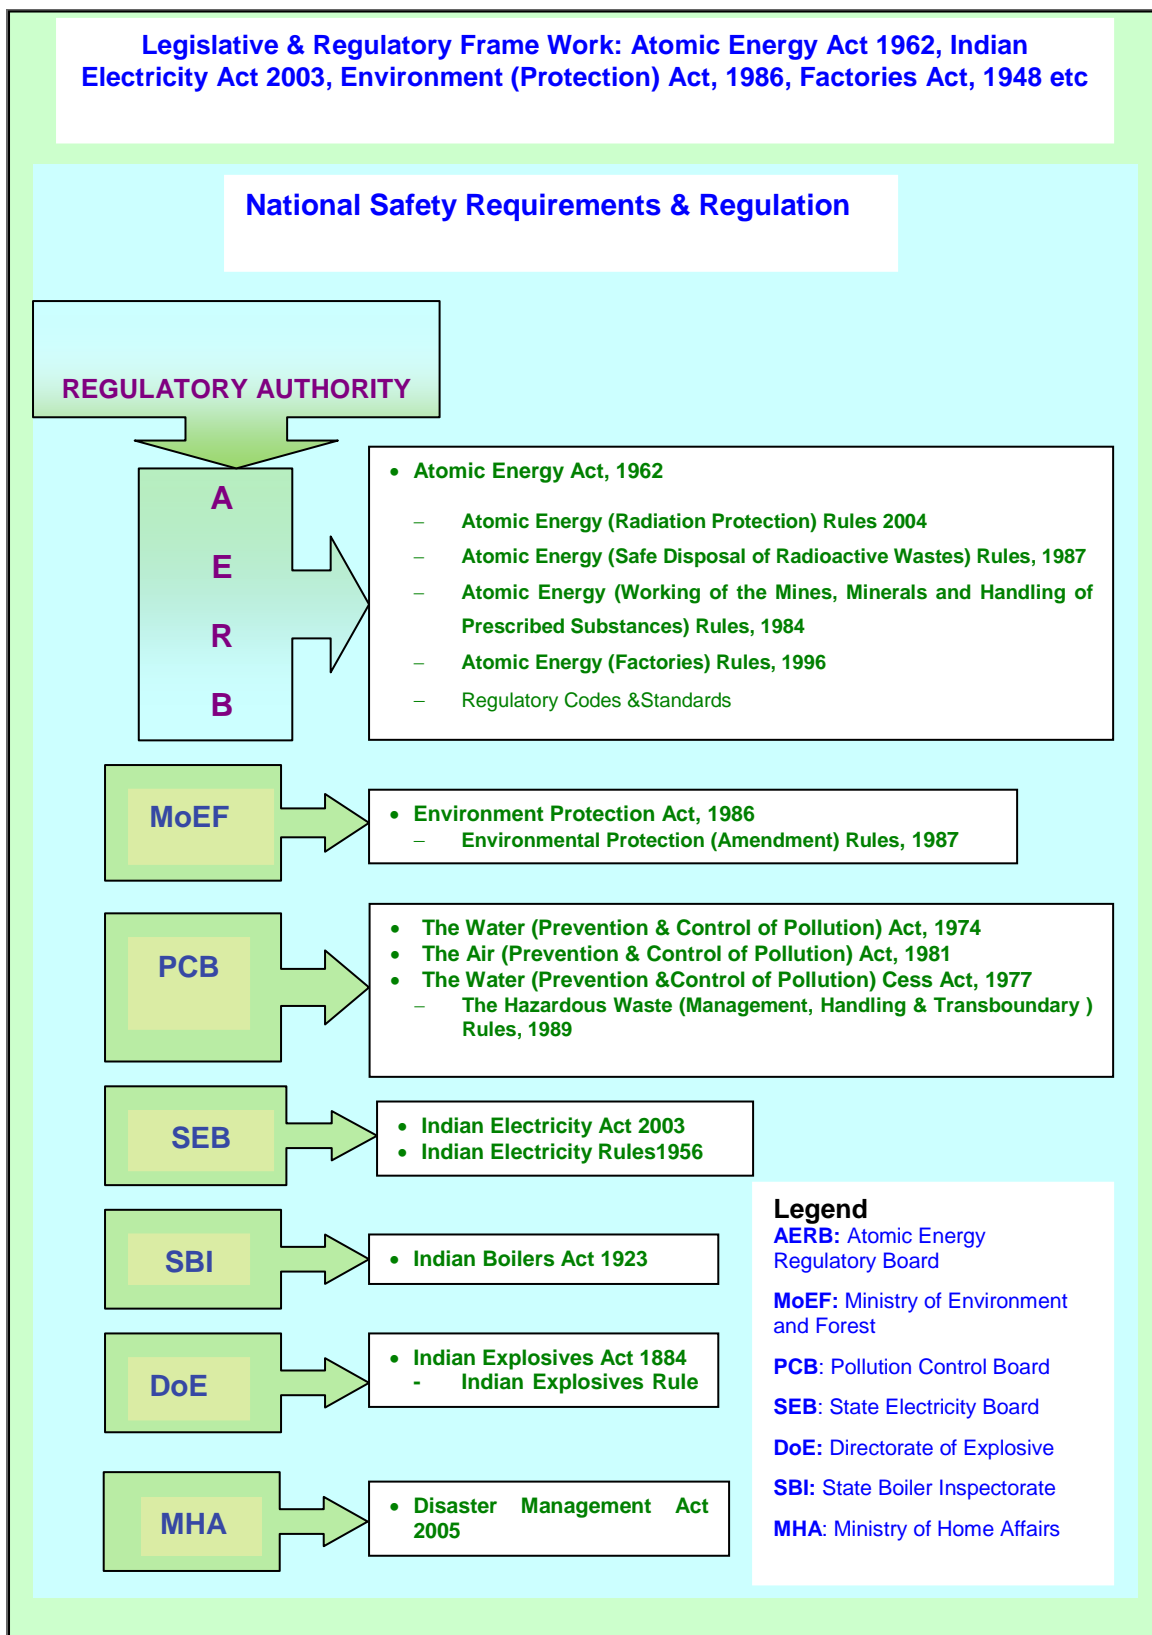 Legislative & Regulatory Frame Work: Atomic Energy Act 1962, Indian
Electricity Act 2003, Environment (Protection) Act, 1986, Factories Act, 1948 etc
National Safety Requirements & Regulation
REGULATORY AUTHORITY
A
E
R
B
• Atomic Energy Act, 1962
– Atomic Energy (Radiation Protection) Rules 2004
– Atomic Energy (Safe Disposal of Radioactive Wastes) Rules, 1987
– Atomic Energy (Working of the Mines, Minerals and Handling of
Prescribed Substances) Rules, 1984
– Atomic Energy (Factories) Rules, 1996
– Regulatory Codes &Standards
MoEF
• Environment Protection Act, 1986
– Environmental Protection (Amendment) Rules, 1987
PCB
• The Water (Prevention & Control of Pollution) Act, 1974
• The Air (Prevention & Control of Pollution) Act, 1981
• The Water (Prevention &Control of Pollution) Cess Act, 1977
– The Hazardous Waste (Management, Handling & Transboundary )
Rules, 1989
SEB
• Indian Electricity Act 2003
• Indian Electricity Rules1956
SBI
• Indian Boilers Act 1923
DoE
• Indian Explosives Act 1884
- Indian Explosives Rule
MHA
• Disaster Management Act
2005
Legend
AERB: Atomic Energy
Regulatory Board
MoEF: Ministry of Environment
and Forest
PCB: Pollution Control Board
SEB: State Electricity Board
DoE: Directorate of Explosive
SBI: State Boiler Inspectorate
MHA: Ministry of Home Affairs